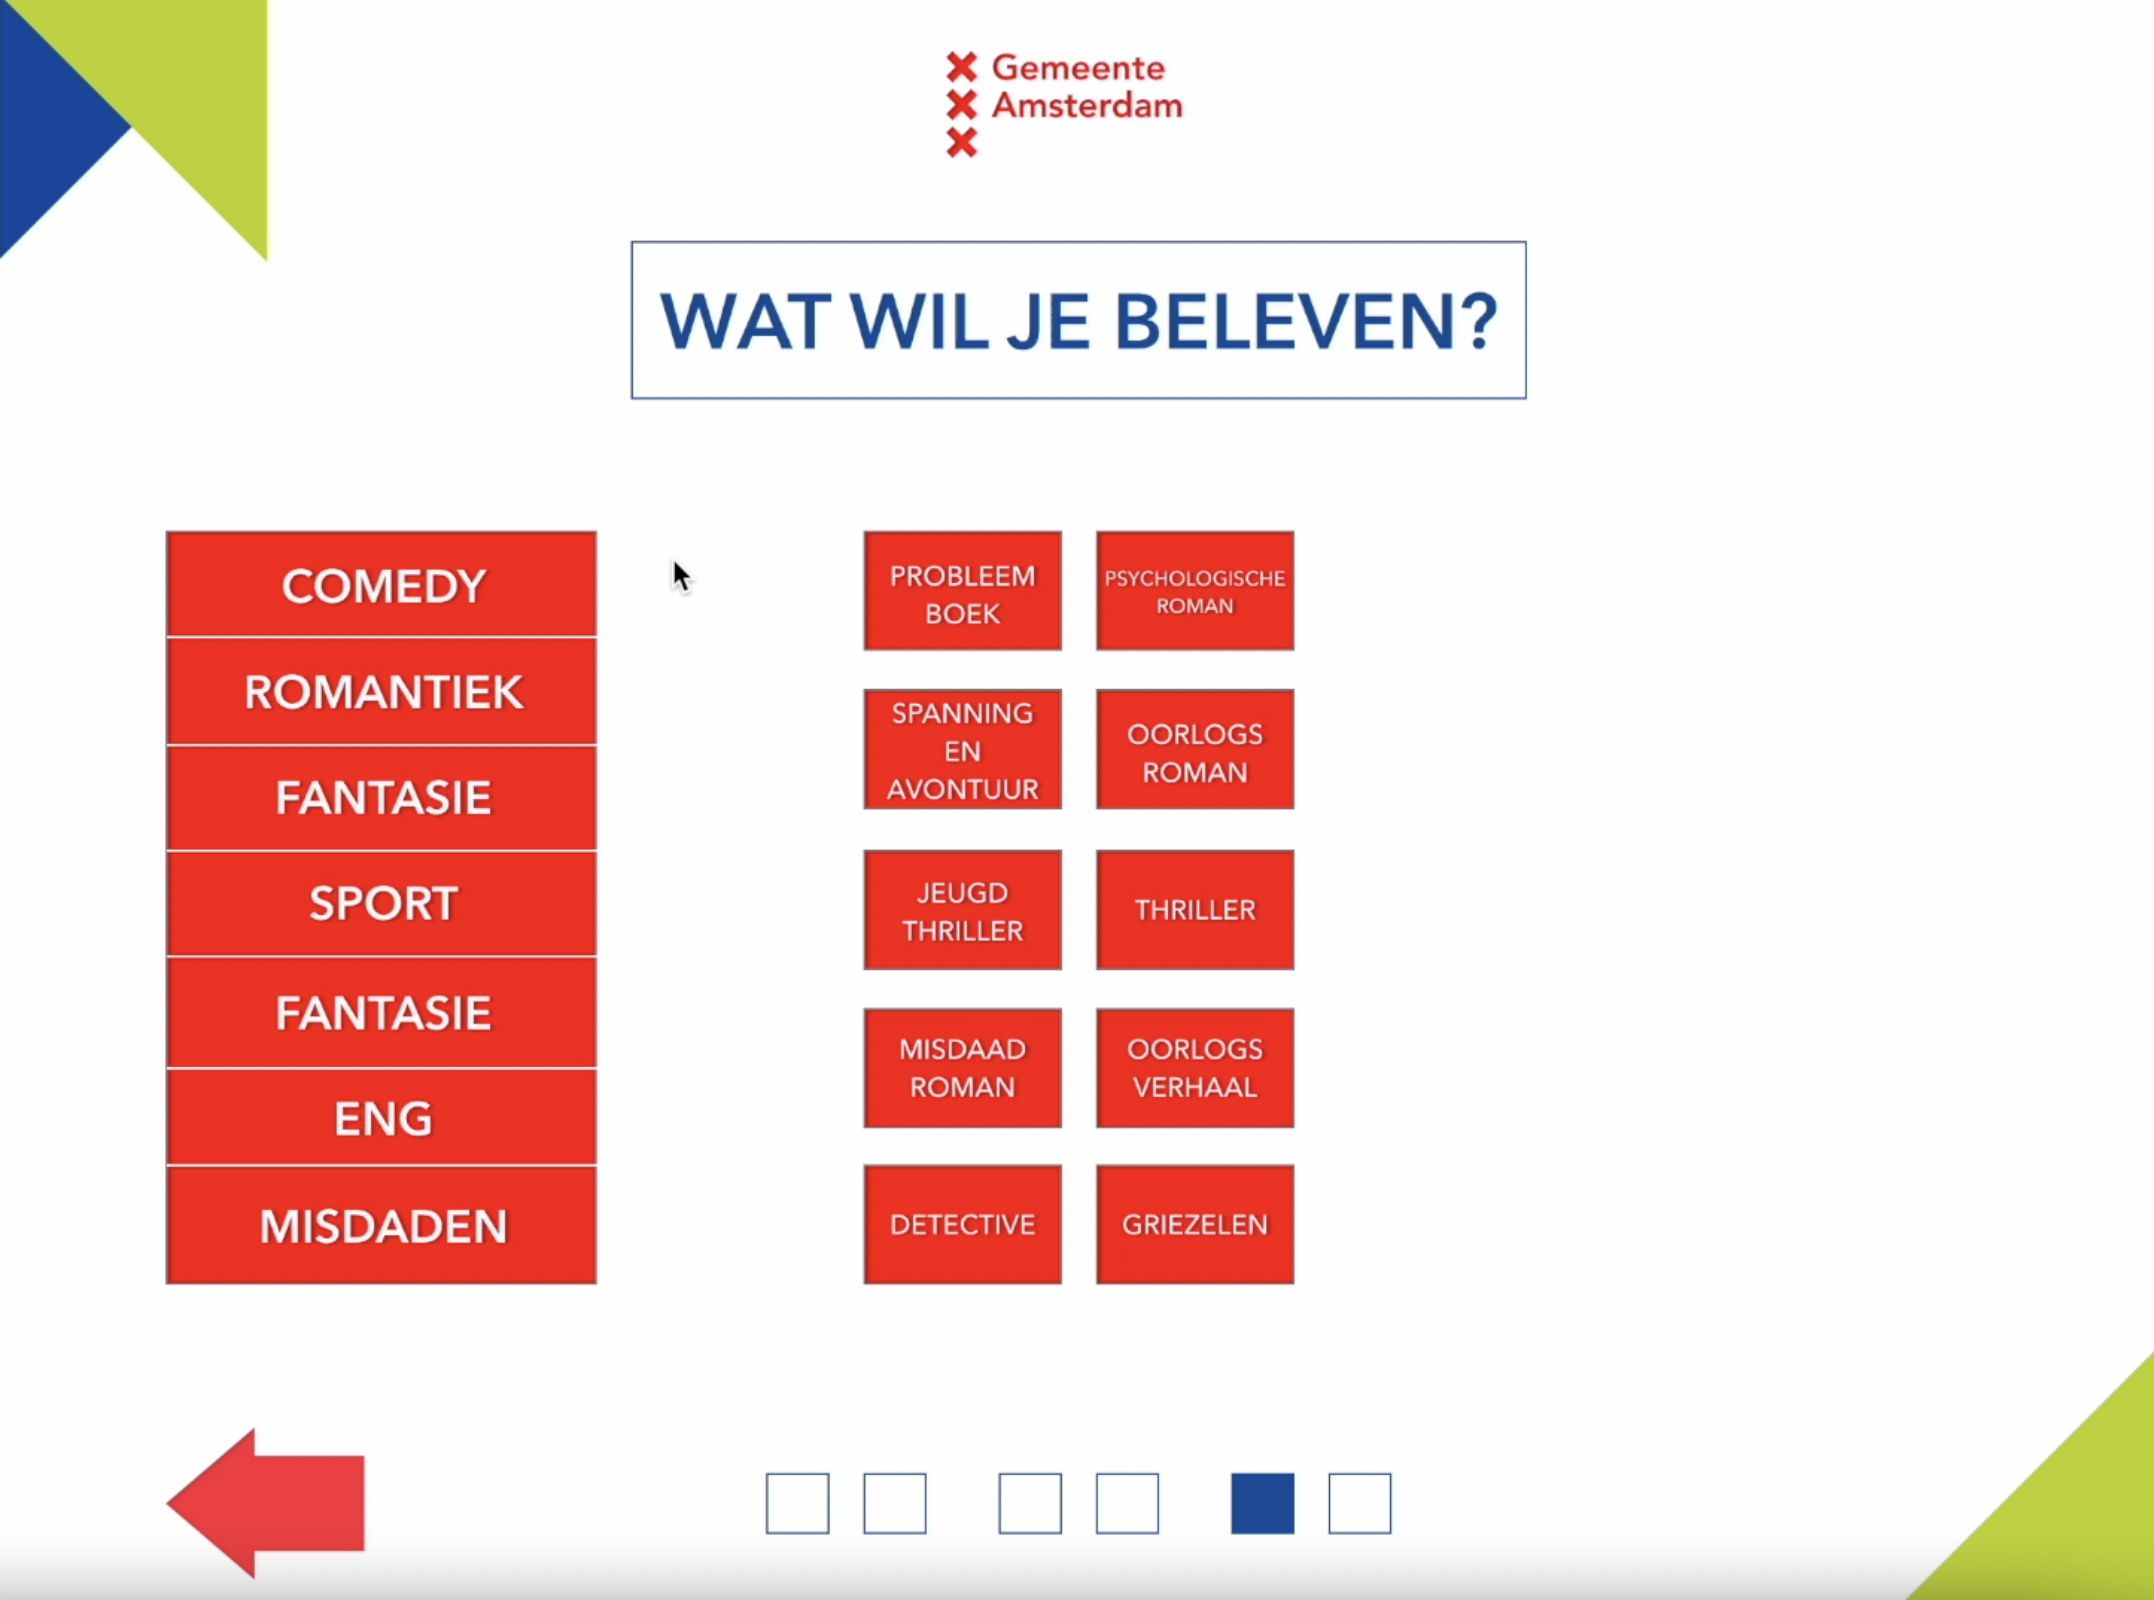 Gemeente
Amsterdam
WAT WIL JE BELEVEN?
COMEDY
ROMANTIEK
FANTASIE
SPORT
FANTASIE
ENG
MISDADEN
PROBLEEM
BOEK
PSYCHOLOGISCHE
ROMAN
SPANNING
EN
AVONTUUR
OORLOGS
ROMAN
JEUGD
THRILLER
THRILLER
MISDAAD
ROMAN
OORLOGS
VERHAAL
DETECTIVE
GRIEZELEN